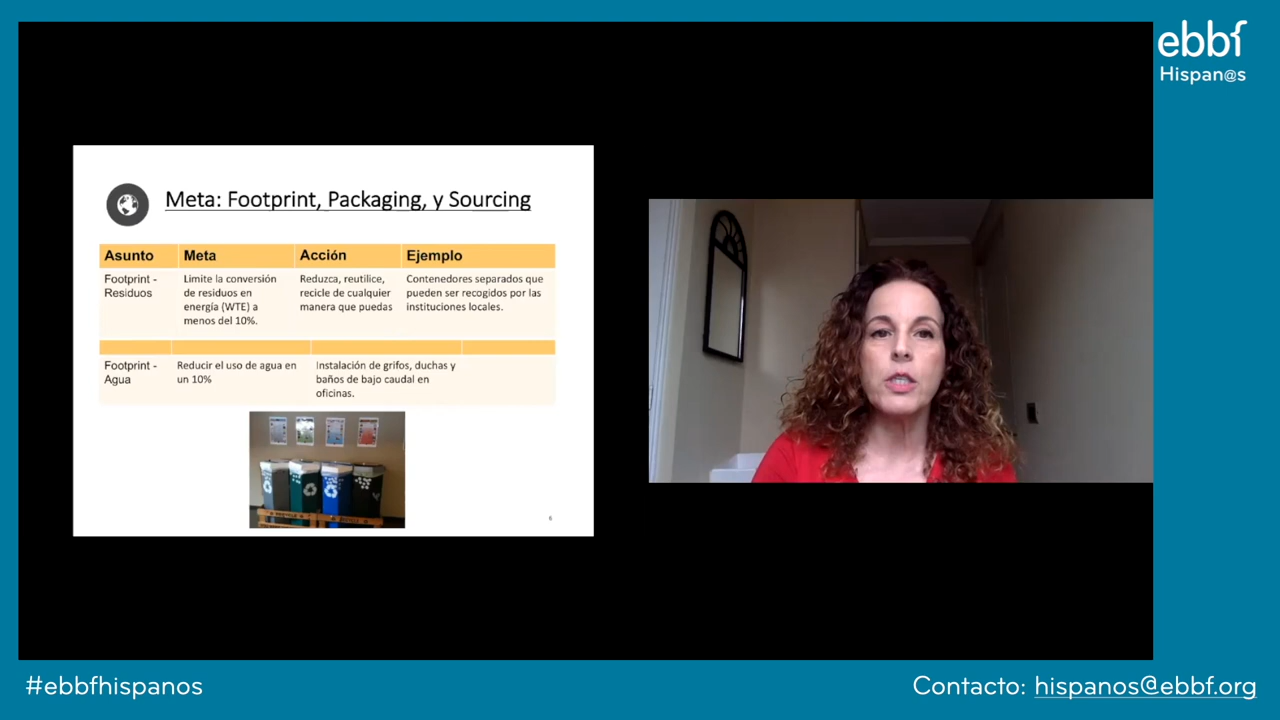 ebbf
Hispan@s
Meta: Footprint, Packaging, y Sourcing
Asunto Meta Acción Ejemplo
Footprint - Limite la conversión Reduzca, reutilice, Contenedores separados que
Residuos de residuos en recicle de cualquier pueden ser recogidos por las
energía (WTE) a manera que puedas instituciones locales.
menos del 10%.
Footprint - Reducir el uso de agua en Instalación de grifos, duchas y
Agua un 10% baños de bajo caudal en
oficinas.
6
#ebbfhispanos
Contacto: hispanos@ebbf.org